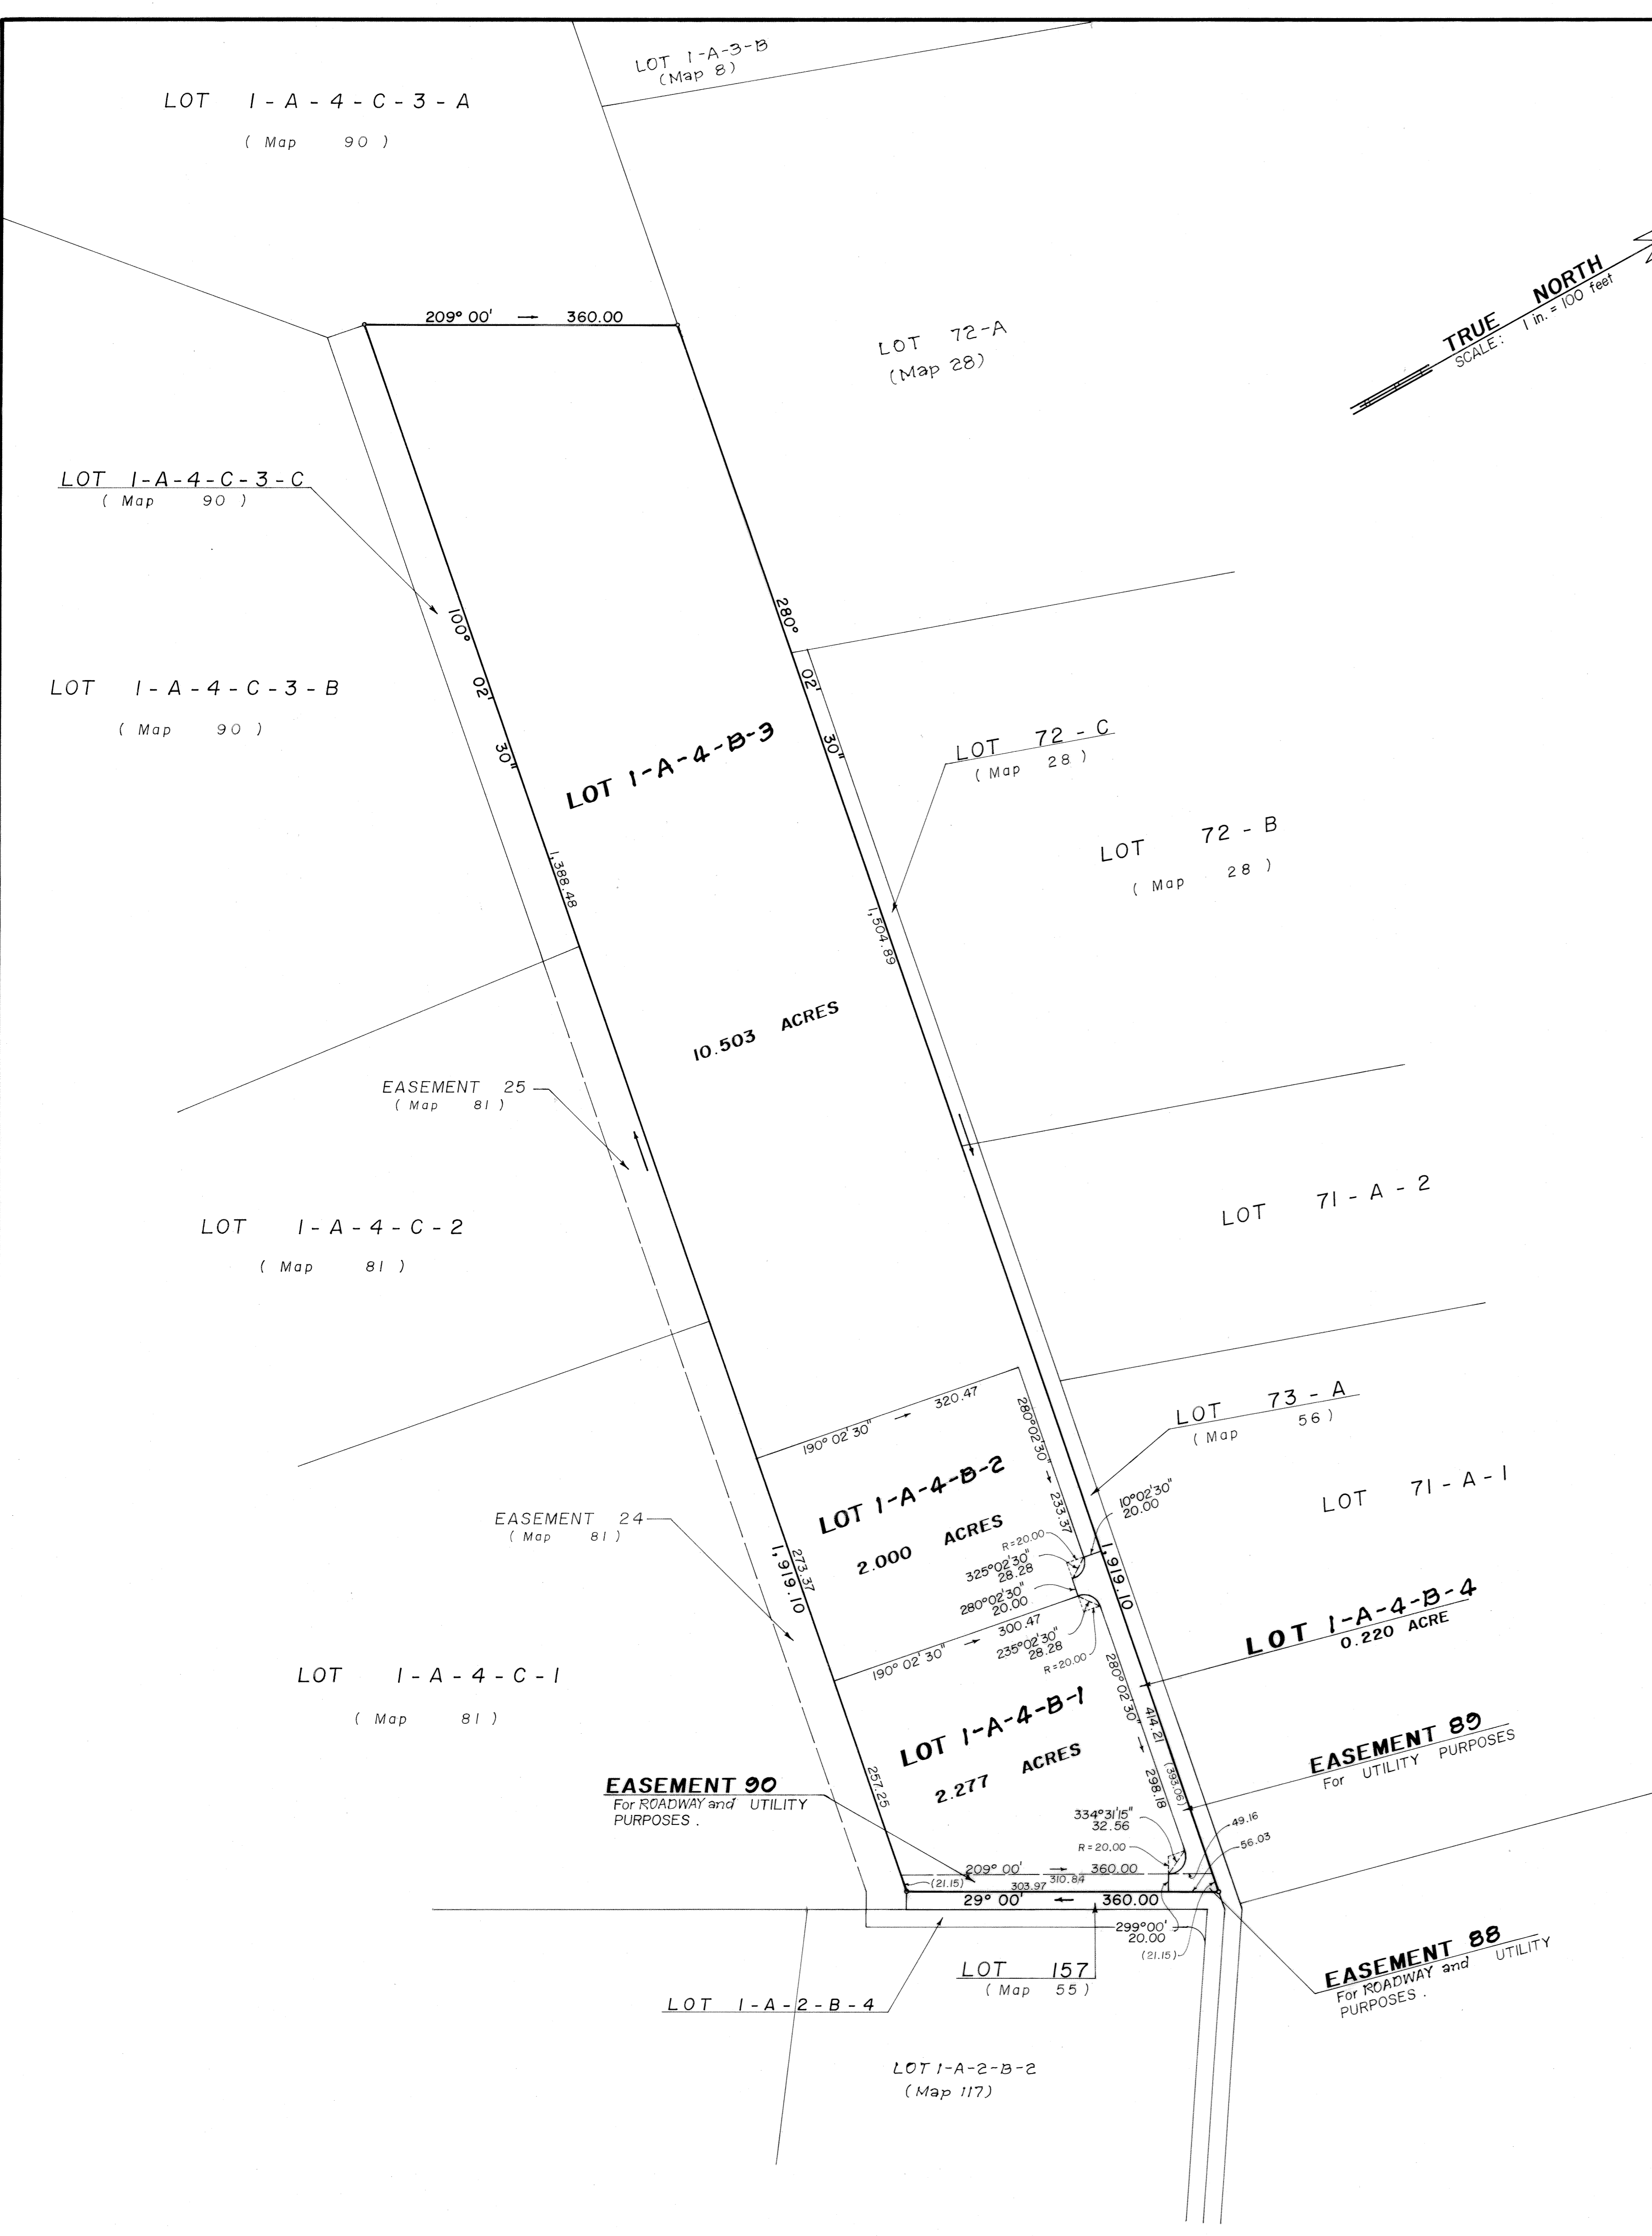 LOT 1-A-3-B
(Map 8)
LOT 1-A-4-C-3-A
(Map 90)
TRUE NORTH
SCALE: 1 in. = 100 feet
209° 00' → 360.00
LOT 72-A
(Map 28)
LOT 1-A-4-C-3-C
(Map 90)
100° 02' 30"
280° 02' 30"
LOT 1-A-4-C-3-B
(Map 90)
LOT 1-A-4-B-3
LOT 72-C
(Map 28)
LOT 72-B
(Map 28)
1,388.48
1,504.89
10.503 ACRES
EASEMENT 25
(Map 81)
LOT 1-A-4-C-2
(Map 81)
LOT 71-A-2
190° 02' 30" → 320.47
280°02'30" → 233.37
LOT 73-A
(Map 56)
LOT 1-A-4-B-2
2.000 ACRES
10°02'30"
20.00
LOT 71-A-1
EASEMENT 24
(Map 81)
R=20.00
325°02'30"
28.28
280°02'30"
20.00
273.37
1,919.10
1,919.10
190° 02' 30" → 300.47
235°02'30"
28.28
R=20.00
LOT 1-A-4-B-4
0.220 ACRE
LOT 1-A-4-C-1
(Map 81)
LOT 1-A-4-B-1
2.277 ACRES
280°02'30" → 298.18
414.21
(393.06)
EASEMENT 89
For UTILITY PURPOSES
257.25
EASEMENT 90
For ROADWAY and UTILITY
PURPOSES.
334°31'15"
32.56
R=20.00
49.16
56.03
209° 00' → 360.00
(21.15)
303.97
310.84
29° 00' ← 360.00
299°00'
20.00
(21.15)
LOT 157
(Map 55)
EASEMENT 88
For ROADWAY and UTILITY
PURPOSES.
LOT 1-A-2-B-4
LOT 1-A-2-B-2
(Map 117)